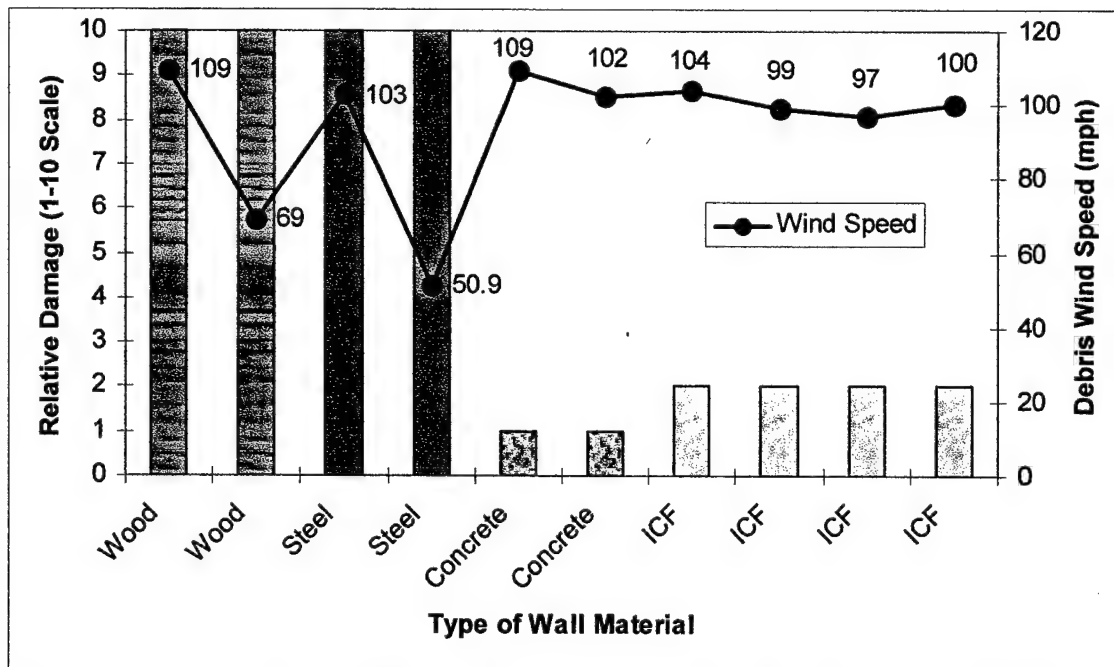 10
9
8
7
6
5
4
3
2
1
0
Relative Damage (1-10 Scale)
109
69
103
50.9
109
102
104
99
97
100
Wind Speed
120
100
80
60
40
20
0
Debris Wind Speed (mph)
Wood
Wood
Steel
Steel
Concrete
Concrete
ICF
ICF
ICF
ICF
Type of Wall Material